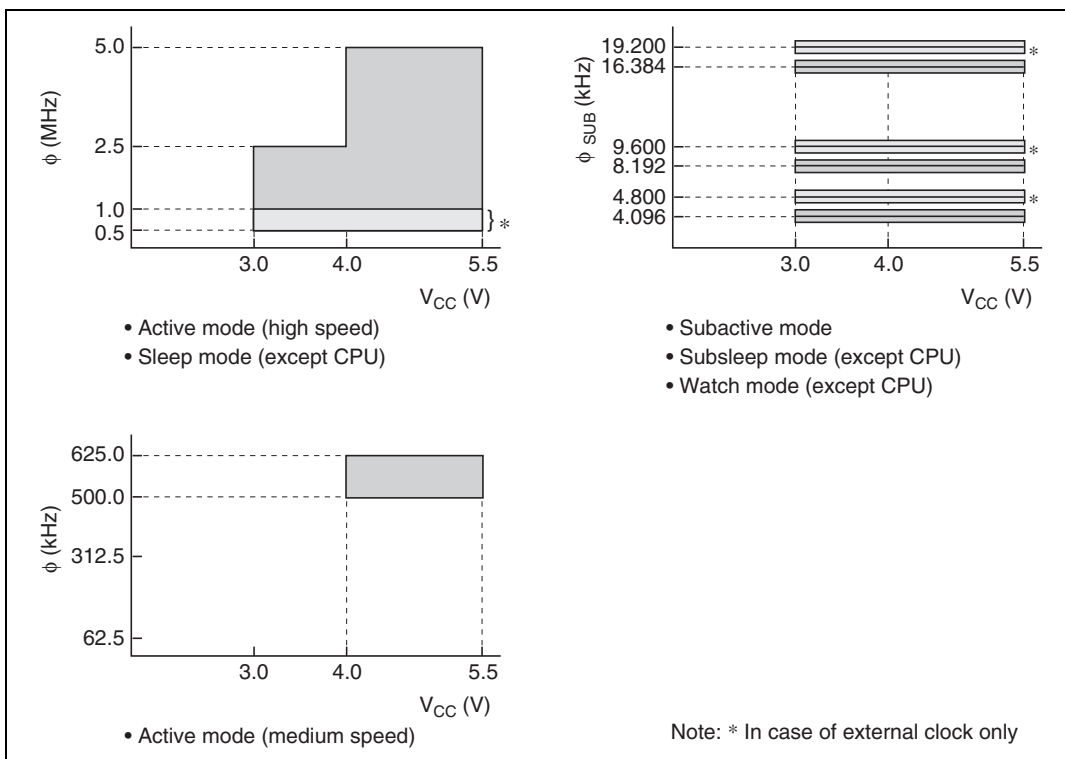 5.0
2.5
1.0
0.5
φ (MHz)
} *
3.0 4.0 5.5
VCC (V)
• Active mode (high speed)
• Sleep mode (except CPU)
19.200
16.384
9.600
8.192
4.800
4.096
φ SUB (kHz)
*
*
*
3.0 4.0 5.5
VCC (V)
• Subactive mode
• Subsleep mode (except CPU)
• Watch mode (except CPU)
625.0
500.0
312.5
62.5
φ (kHz)
3.0 4.0 5.5
VCC (V)
• Active mode (medium speed)
Note: * In case of external clock only